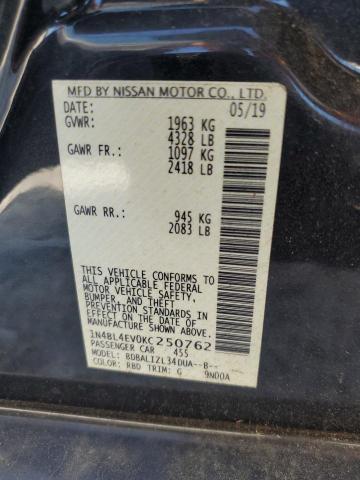 MFD BY NISSAN MOTOR CO., LTD.
DATE: 05/19
GVWR: 1963 KG
4328 LB
GAWR FR.: 1097 KG
2418 LB
GAWR RR.: 945 KG
2083 LB
THIS VEHICLE CONFORMS TO
ALL APPLICABLE FEDERAL
MOTOR VEHICLE SAFETY,
BUMPER, AND THEFT
PREVENTION STANDARDS IN
EFFECT ON THE DATE OF
MANUFACTURE SHOWN ABOVE.
1N4BL4EV0KC250762
PASSENGER CAR 455
MODEL: BDBALIZL34DUA--B--
COLOR: RBD TRIM: G 9N00A